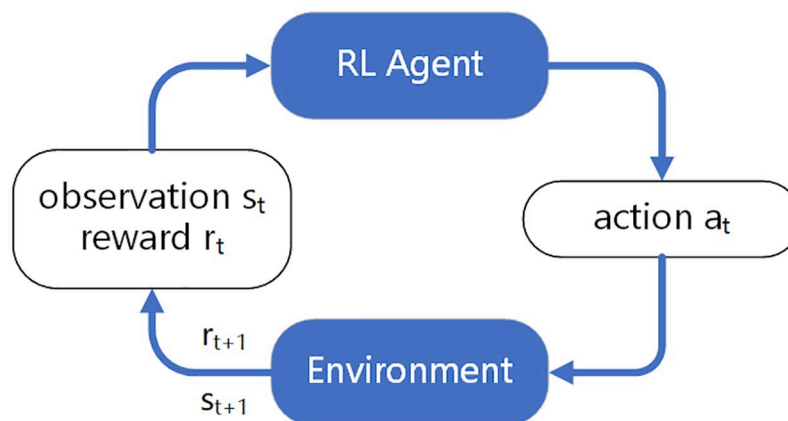 RL Agent
observation sₜ
reward rₜ
action aₜ
rₜ₊₁
Environment
sₜ₊₁